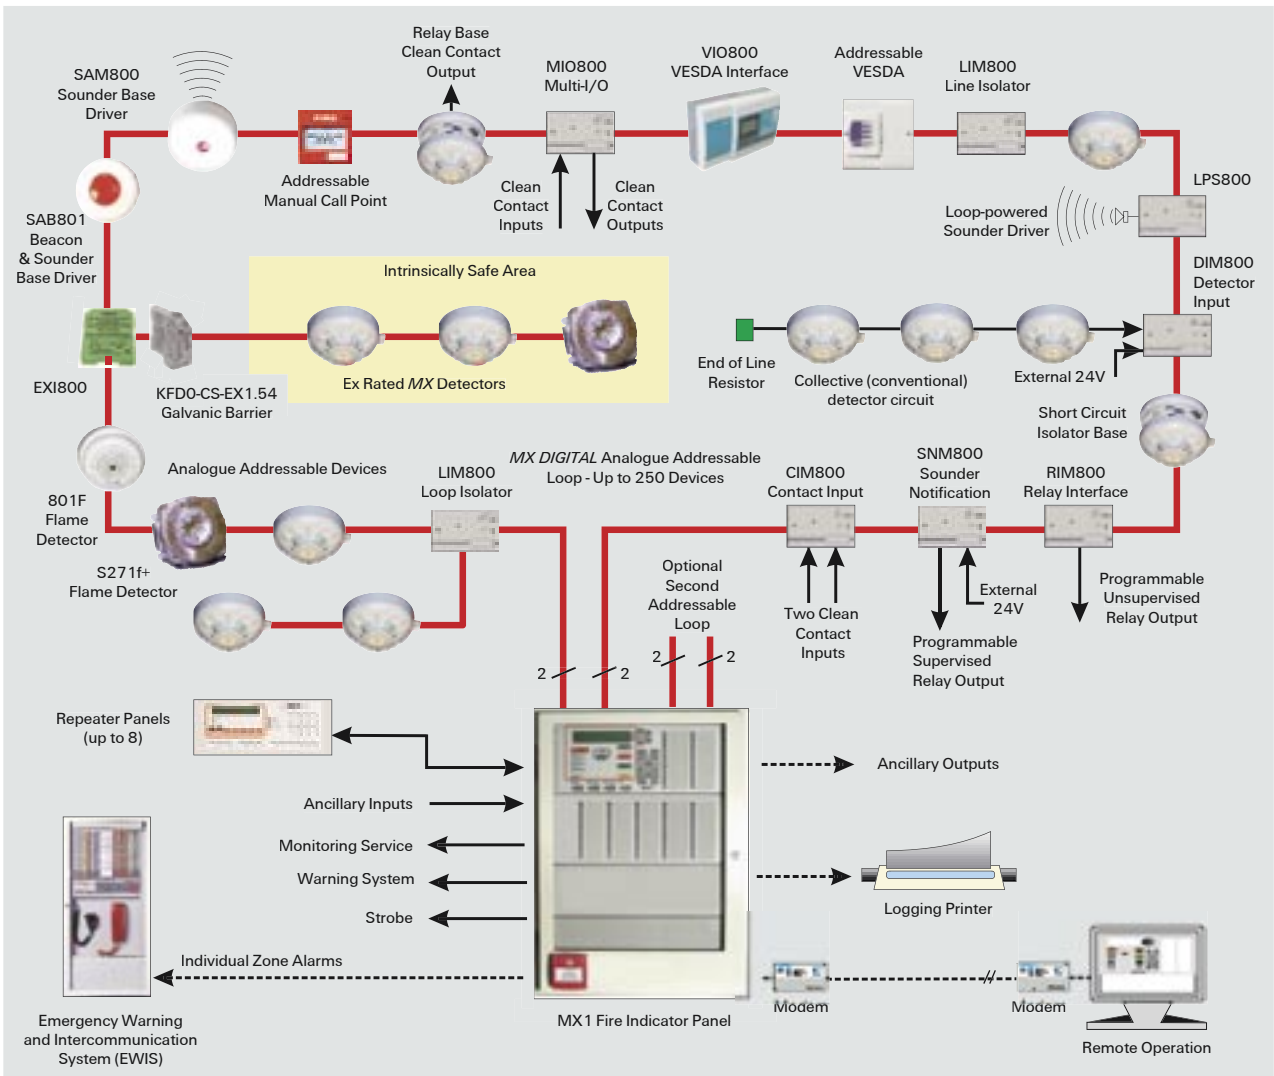 Relay Base
Clean Contact
Output
SAM800
Sounder Base
Driver
MIO800
Multi-I/O
VIO800
VESDA Interface
Addressable
VESDA
LIM800
Line Isolator
Addressable
Manual Call Point
Clean
Contact
Inputs
Clean
Contact
Outputs
LPS800
Loop-powered
Sounder Driver
SAB801
Beacon
& Sounder
Base Driver
Intrinsically Safe Area
DIM800
Detector
Input
End of Line
Resistor
Collective (conventional)
detector circuit
External 24V
EXI800
KFD0-CS-EX1.54
Galvanic Barrier
Ex Rated MX Detectors
Short Circuit
Isolator Base
Analogue Addressable Devices
LIM800
Loop Isolator
MX DIGITAL Analogue Addressable
Loop - Up to 250 Devices
CIM800
Contact Input
SNM800
Sounder
Notification
RIM800
Relay Interface
801F
Flame
Detector
S271f+
Flame Detector
Optional
Second
Addressable
Loop
Two Clean
Contact
Inputs
External
24V
Programmable
Supervised
Relay Output
Programmable
Unsupervised
Relay Output
2
2
2
2
Repeater Panels
(up to 8)
Ancillary Inputs
Monitoring Service
Warning System
Strobe
Individual Zone Alarms
Ancillary Outputs
Logging Printer
Modem
Modem
Emergency Warning
and Intercommunication
System (EWIS)
MX1 Fire Indicator Panel
Remote Operation